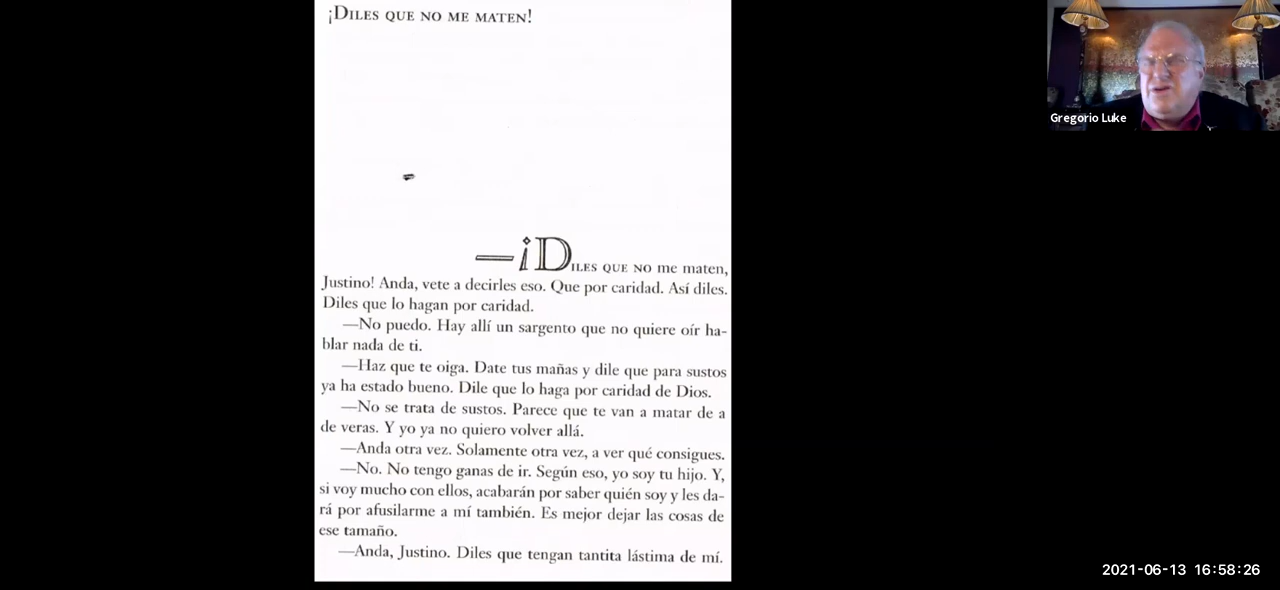 ¡DILES QUE NO ME MATEN!
—¡DILES QUE NO me maten,
Justino! Anda, vete a decirles eso. Que por caridad. Así diles.
Diles que lo hagan por caridad.
—No puedo. Hay allí un sargento que no quiere oír ha-
blar nada de ti.
—Haz que te oiga. Date tus mañas y dile que para sustos
ya ha estado bueno. Dile que lo haga por caridad de Dios.
—No se trata de sustos. Parece que te van a matar de a
de veras. Y yo ya no quiero volver allá.
—Anda otra vez. Solamente otra vez, a ver qué consigues.
—No. No tengo ganas de ir. Según eso, yo soy tu hijo. Y,
si voy mucho con ellos, acabarán por saber quién soy y les da-
rá por afusilarme a mí también. Es mejor dejar las cosas de
ese tamaño.
—Anda, Justino. Diles que tengan tantita lástima de mí.
Gregorio Luke
2021-06-13 16:58:26